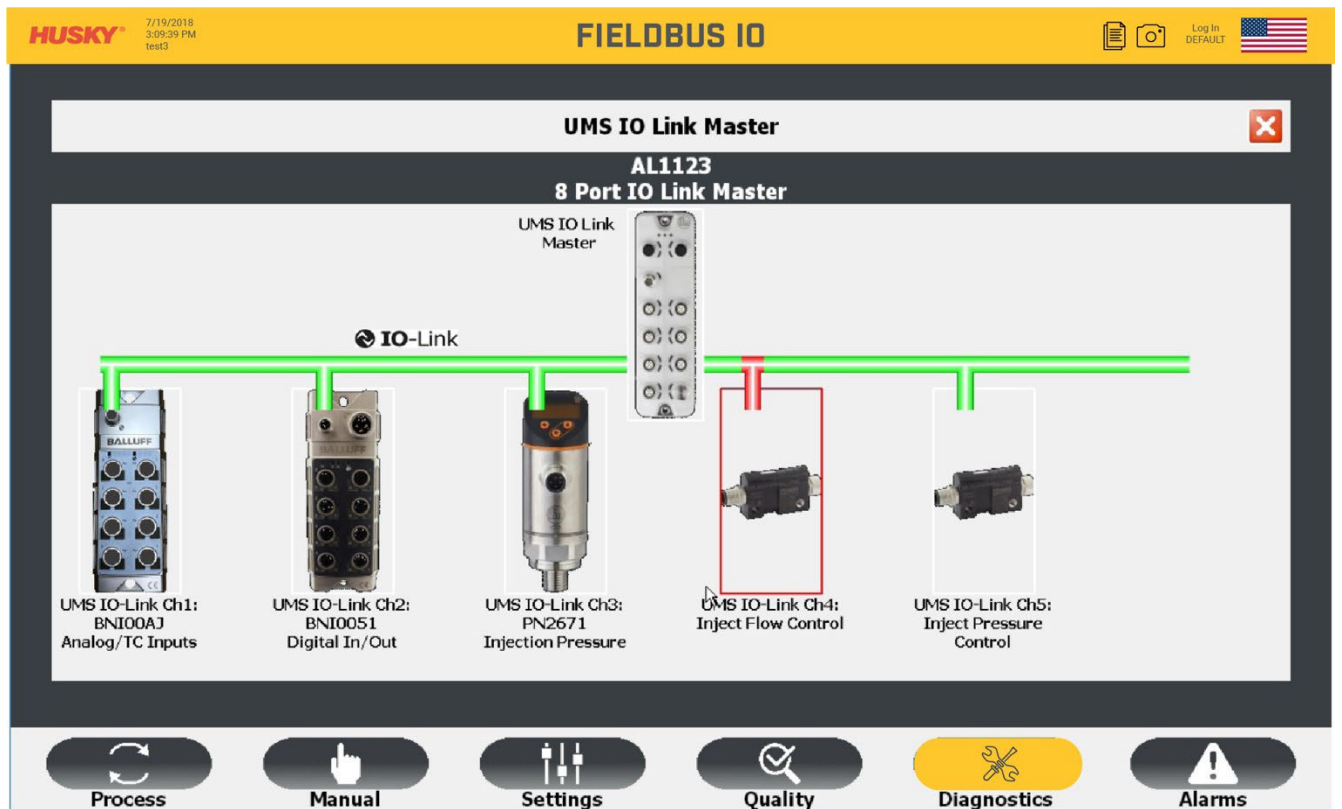 HUSKY®
7/19/2018
3:09:39 PM
test3
FIELDBUS IO
Log In
DEFAULT
UMS IO Link Master
AL1123
8 Port IO Link Master
UMS IO Link
Master
IO-Link
BALLUFF
BALLUFF
UMS IO-Link Ch1:
BNI00AJ
Analog/TC Inputs
UMS IO-Link Ch2:
BNI0051
Digital In/Out
UMS IO-Link Ch3:
PN2671
Injection Pressure
UMS IO-Link Ch4:
Inject Flow Control
UMS IO-Link Ch5:
Inject Pressure
Control
Process
Manual
Settings
Quality
Diagnostics
Alarms